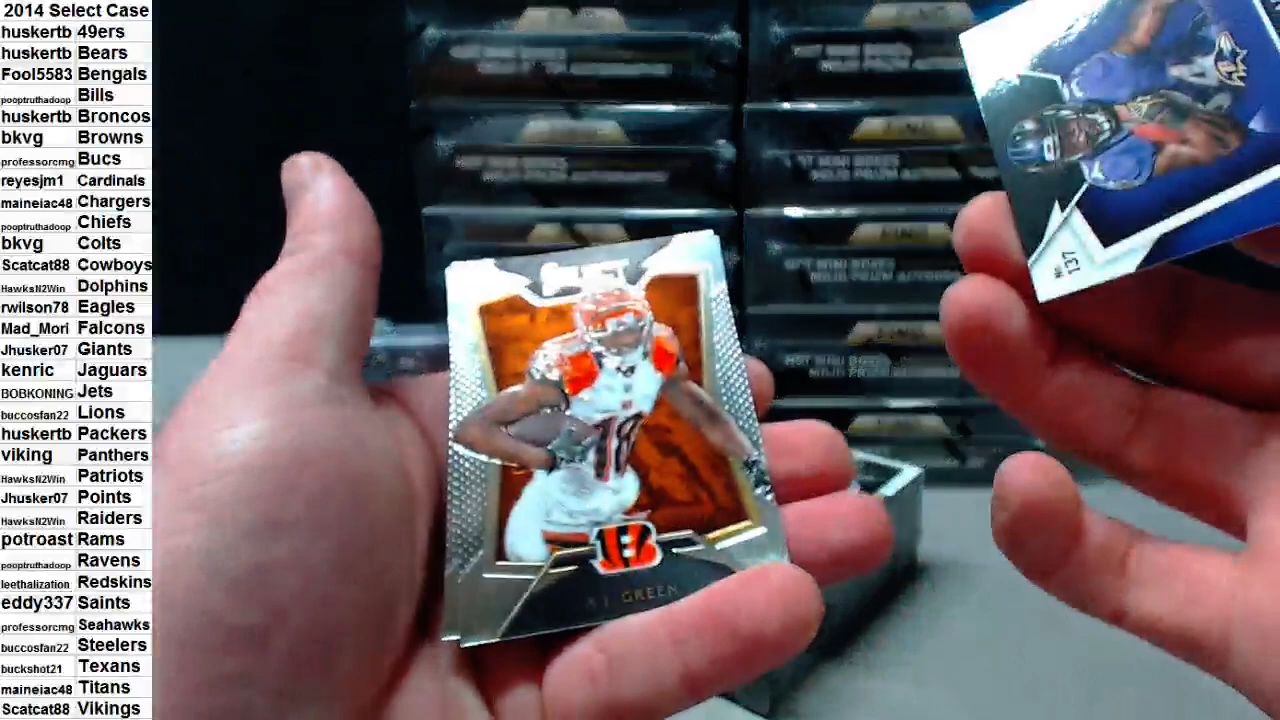 2014 Select Case
huskertb 49ers
huskertb Bears
Fool5583 Bengals
pooptruthadoop Bills
huskertb Broncos
bkvg Browns
professorcmg Bucs
reyesjm1 Cardinals
maineiac48 Chargers
pooptruthadoop Chiefs
bkvg Colts
Scatcat88 Cowboys
HawksN2Win Dolphins
rwilson78 Eagles
Mad_Mori Falcons
Jhusker07 Giants
kenric Jaguars
BOBKONING Jets
buccosfan22 Lions
huskertb Packers
viking Panthers
HawksN2Win Patriots
Jhusker07 Points
HawksN2Win Raiders
potroast Rams
pooptruthadoop Ravens
leethalization Redskins
eddy337 Saints
professorcmg Seahawks
buccosfan22 Steelers
buckshot21 Texans
maineiac48 Titans
Scatcat88 Vikings
SELECT
18
A.J. GREEN
No. 137